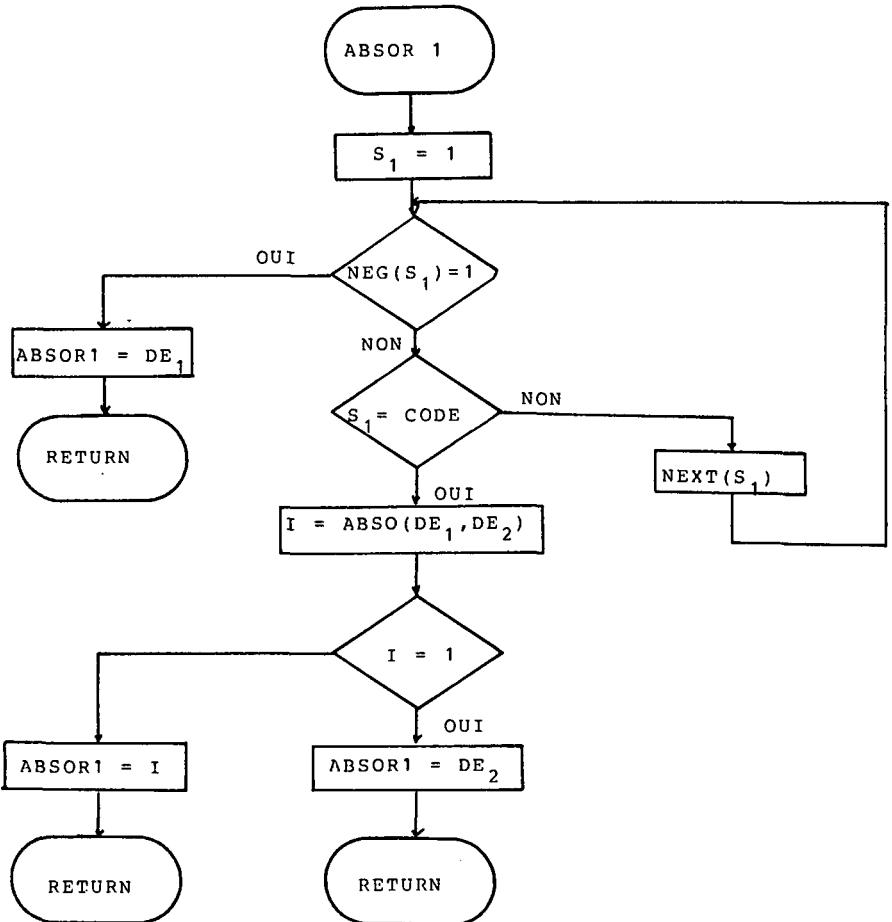 ABSOR 1
S₁ = 1
OUI
NEG(S₁)=1
NON
ABSOR1 = DE₁
RETURN
S₁= CODE
NON
NEXT(S₁)
OUI
I = ABSO(DE₁,DE₂)
I = 1
OUI
ABSOR1 = I
ABSOR1 = DE₂
RETURN
RETURN